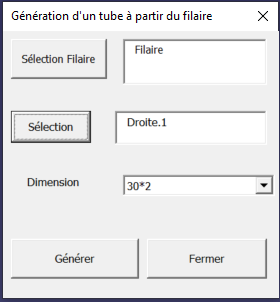 Génération d'un tube à partir du filaire
Sélection Filaire
Filaire
Sélection
Droite.1
Dimension
30*2
Générer
Fermer